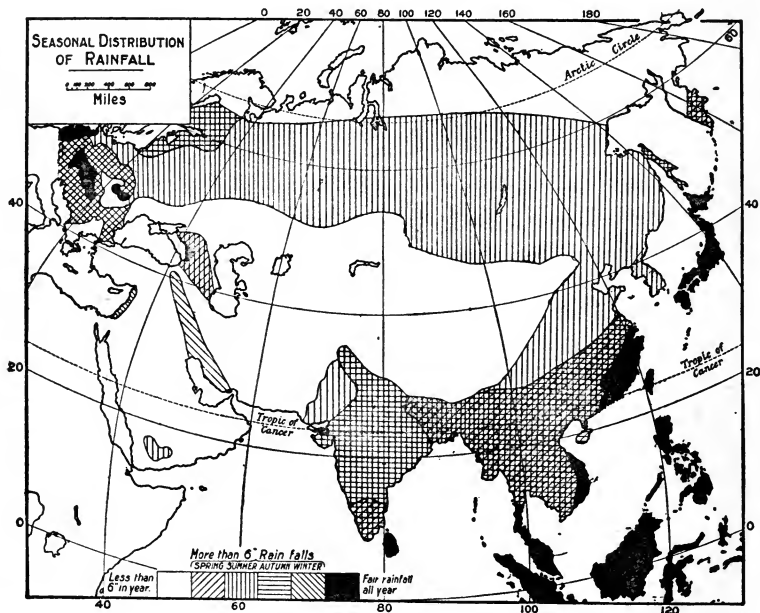 0 20 40 60 80 100 120 140 160 180
60
SEASONAL DISTRIBUTION
OF RAINFALL
Miles
Arctic Circle
40
40
20
Tropic of
Cancer
20
Tropic of
Cancer
0
0
More than 6" Rain falls
(SPRING SUMMER AUTUMN WINTER)
Less than
6" in year.
Fair rainfall
all year
40 60 80 100 120